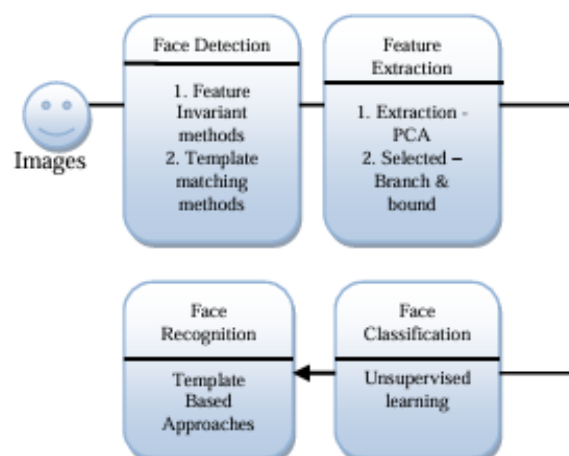 Images
Face Detection
1. Feature
Invariant
methods
2. Template
matching
methods
Feature
Extraction
1. Extraction -
PCA
2. Selected –
Branch &
bound
Face
Classification
Unsupervised
learning
Face
Recognition
Template
Based
Approaches